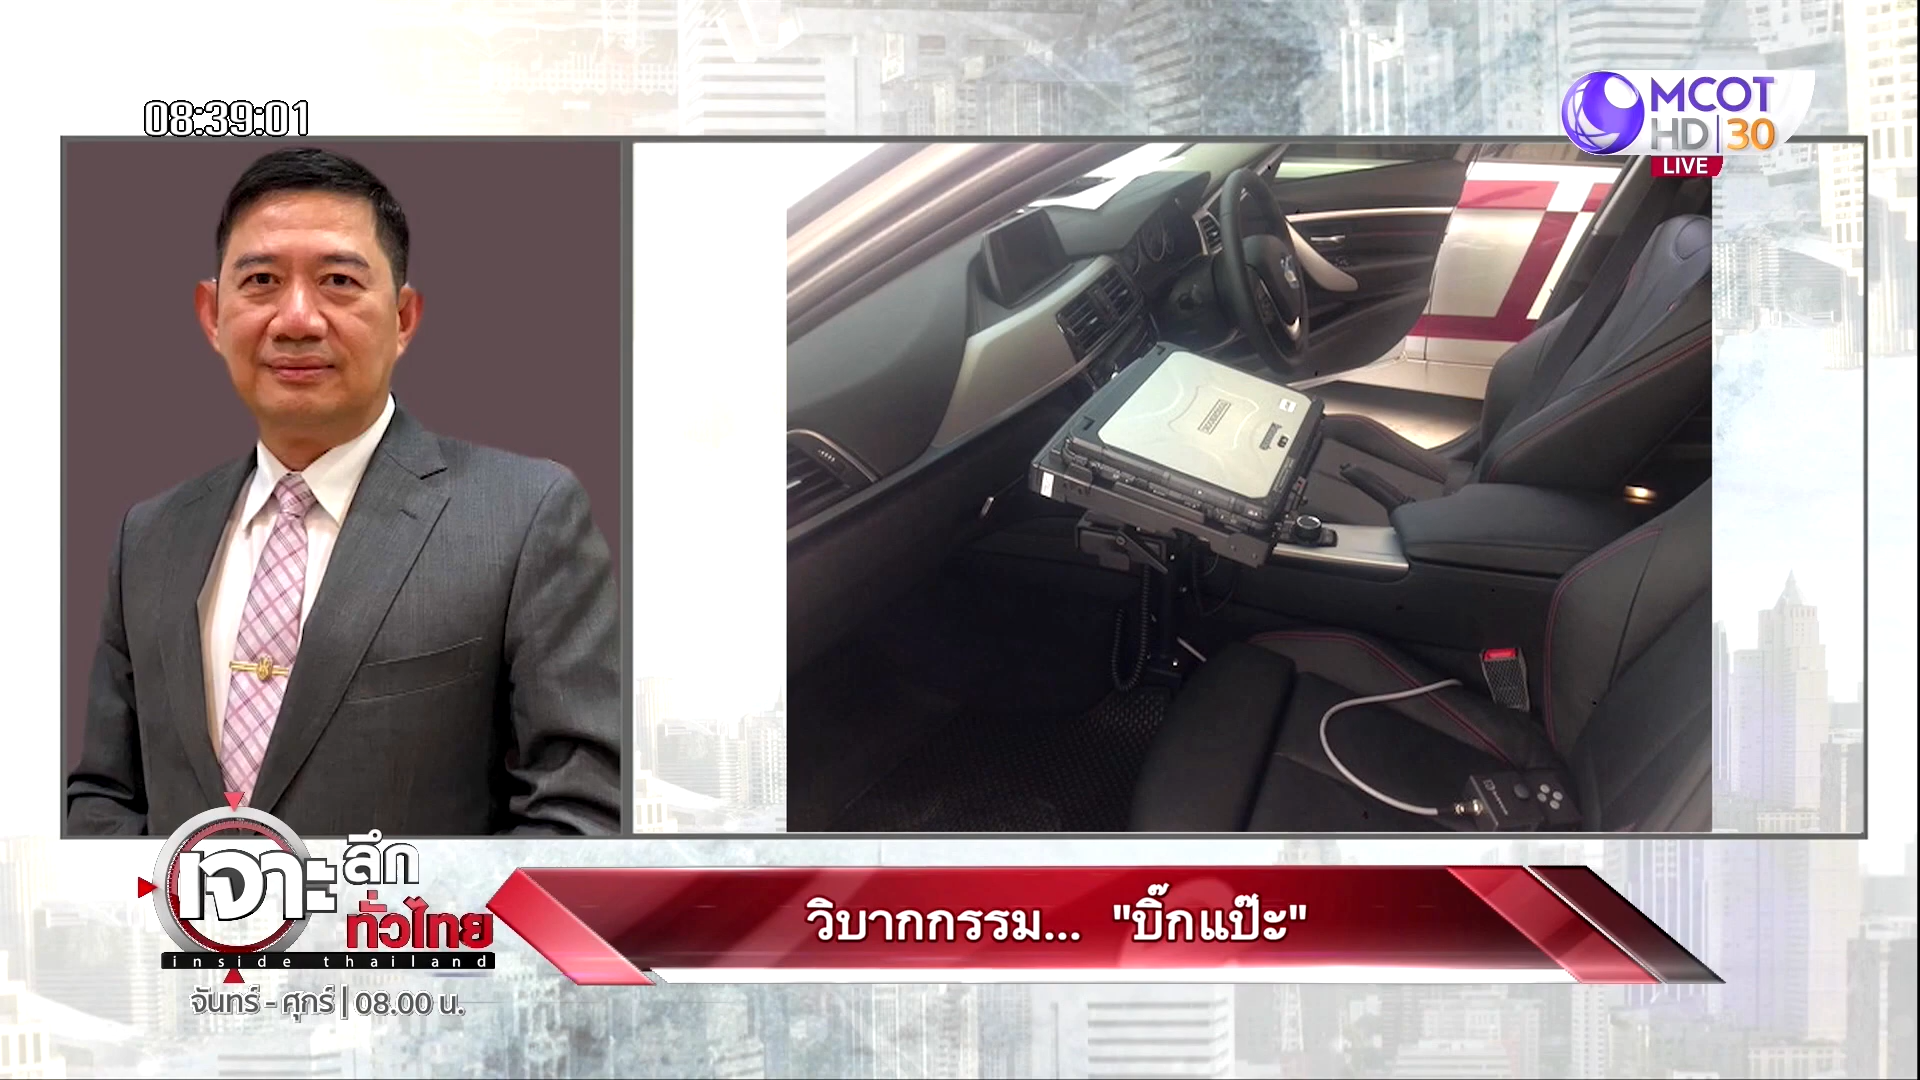 08:39:01
MCOT
HD 30
LIVE
เจาะลึก
ทั่วไทย
inside thailand
จันทร์ - ศุกร์ | 08.00 น.
วิบากกรรม... "บิ๊กแป๊ะ"